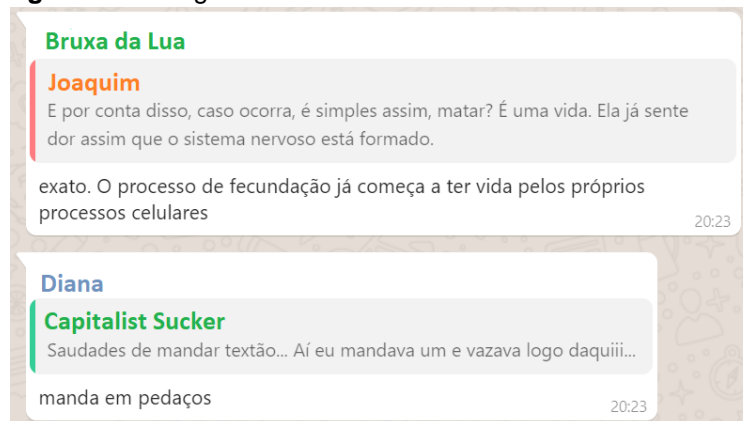 Bruxa da Lua
Joaquim
E por conta disso, caso ocorra, é simples assim, matar? É uma vida. Ela já sente
dor assim que o sistema nervoso está formado.
exato. O processo de fecundação já começa a ter vida pelos próprios
processos celulares
20:23
Diana
Capitalist Sucker
Saudades de mandar textão... Aí eu mandava um e vazava logo daquiii...
manda em pedaços
20:23